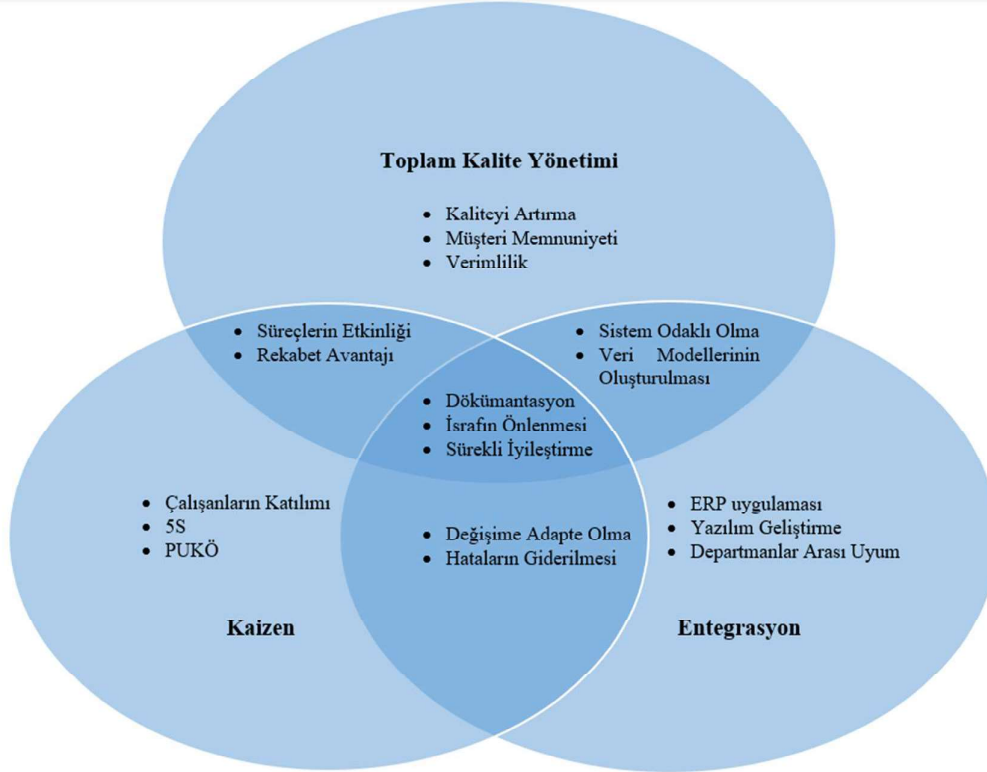 Toplam Kalite Yönetimi
• Kaliteyi Artırma
• Müşteri Memnuniyeti
• Verimlilik
• Süreçlerin Etkinliği
• Rekabet Avantajı
• Sistem Odaklı Olma
• Veri Modellerinin
Oluşturulması
• Dökümantasyon
• İsrafın Önlenmesi
• Sürekli İyileştirme
• Çalışanların Katılımı
• 5S
• PUKÖ
• Değişime Adapte Olma
• Hataların Giderilmesi
• ERP uygulaması
• Yazılım Geliştirme
• Departmanlar Arası Uyum
Kaizen
Entegrasyon